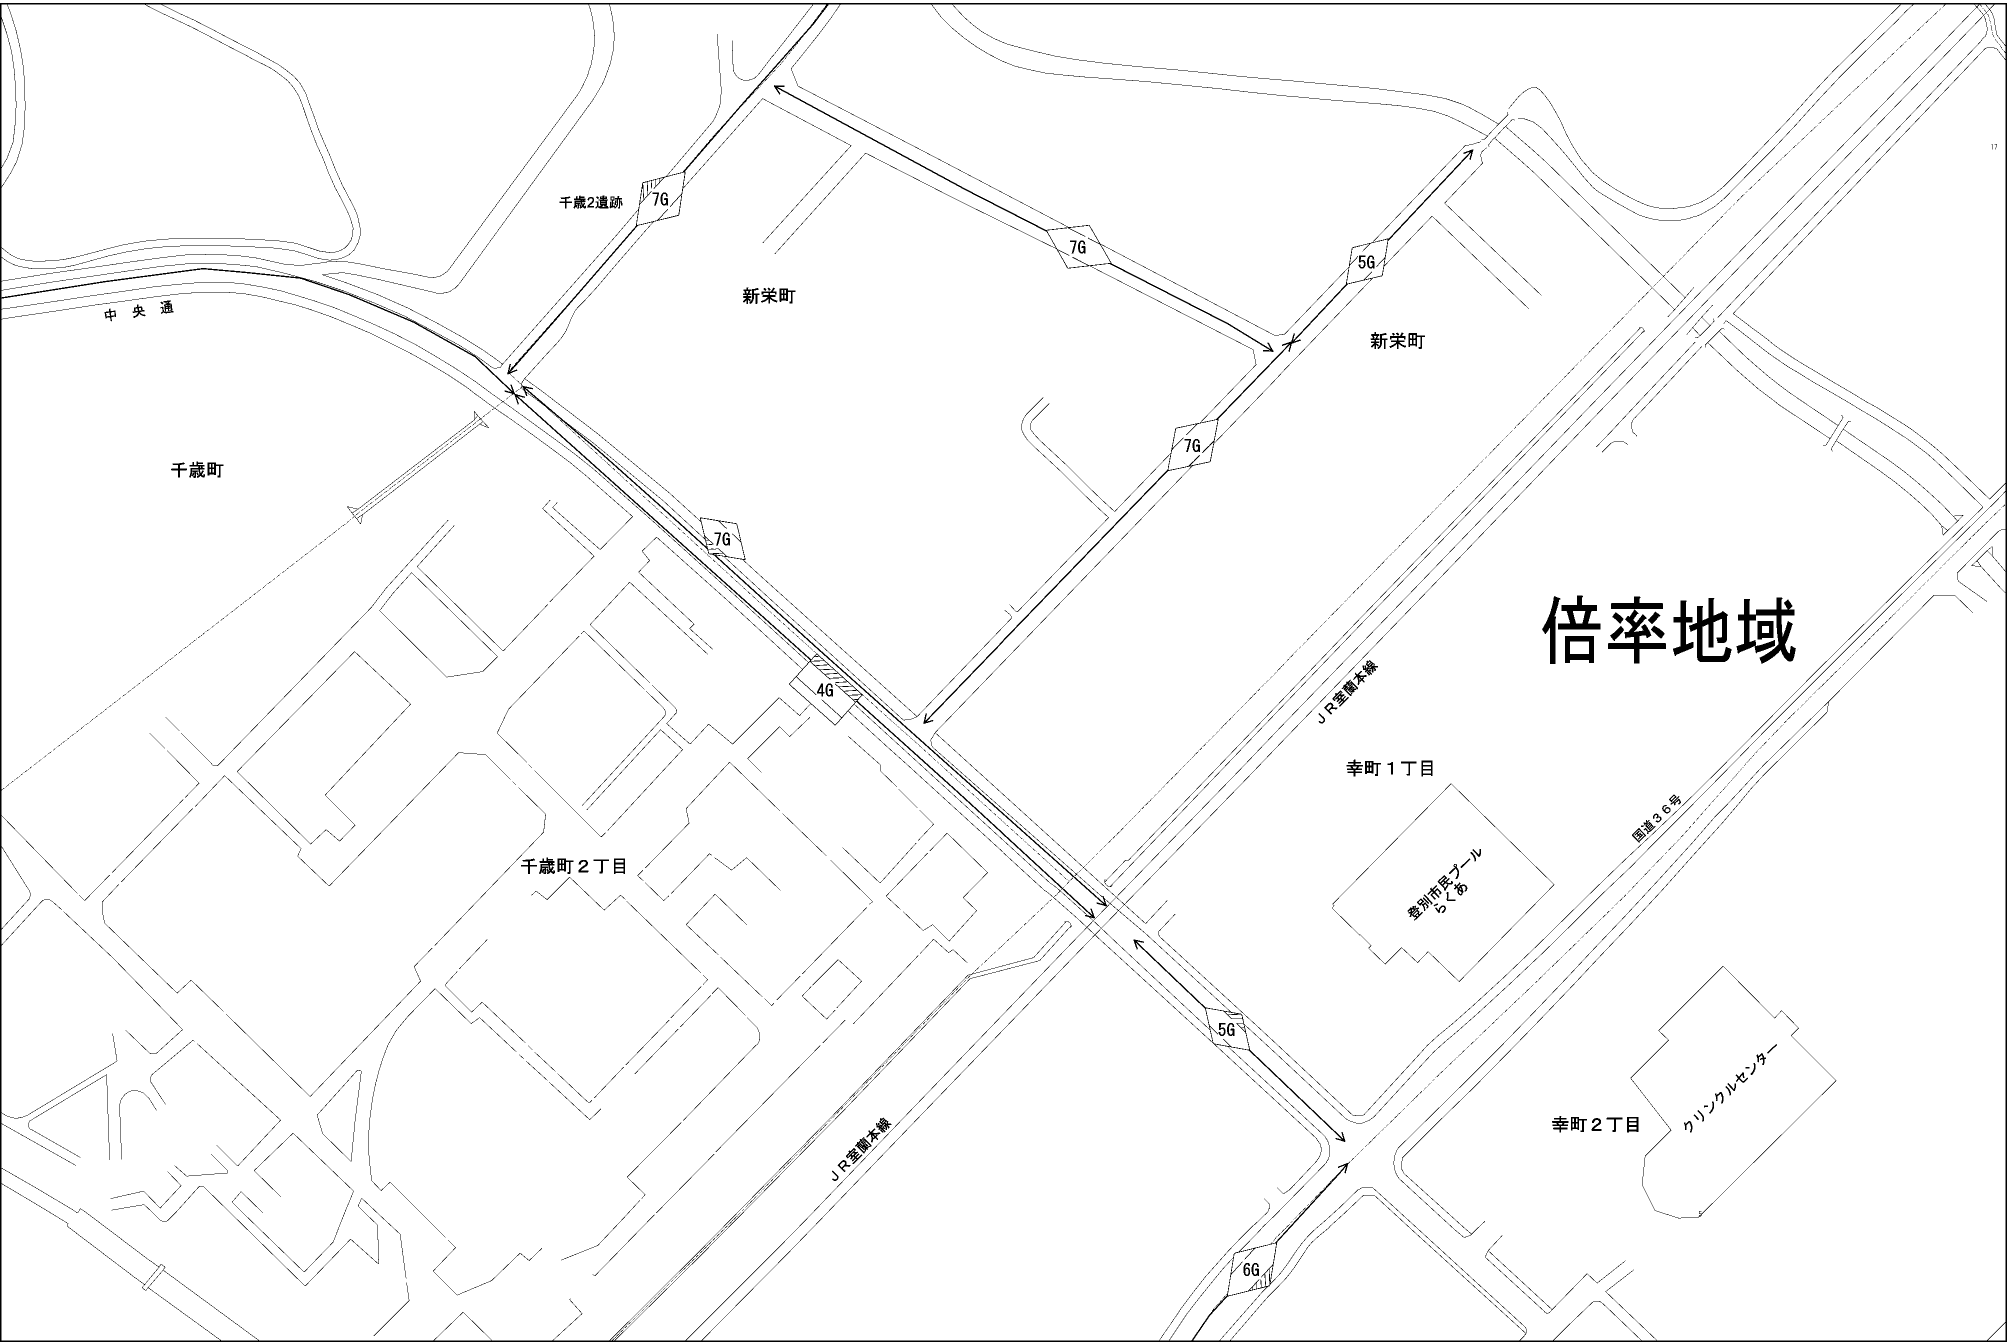 17
千歳2遺跡
7G
7G
5G
新栄町
中央通
新栄町
7G
千歳町
7G
倍率地域
4G
JR室蘭本線
幸町1丁目
国道36号
千歳町2丁目
登別市民プール
らくあ
5G
クリンクルセンター
幸町2丁目
JR室蘭本線
6G